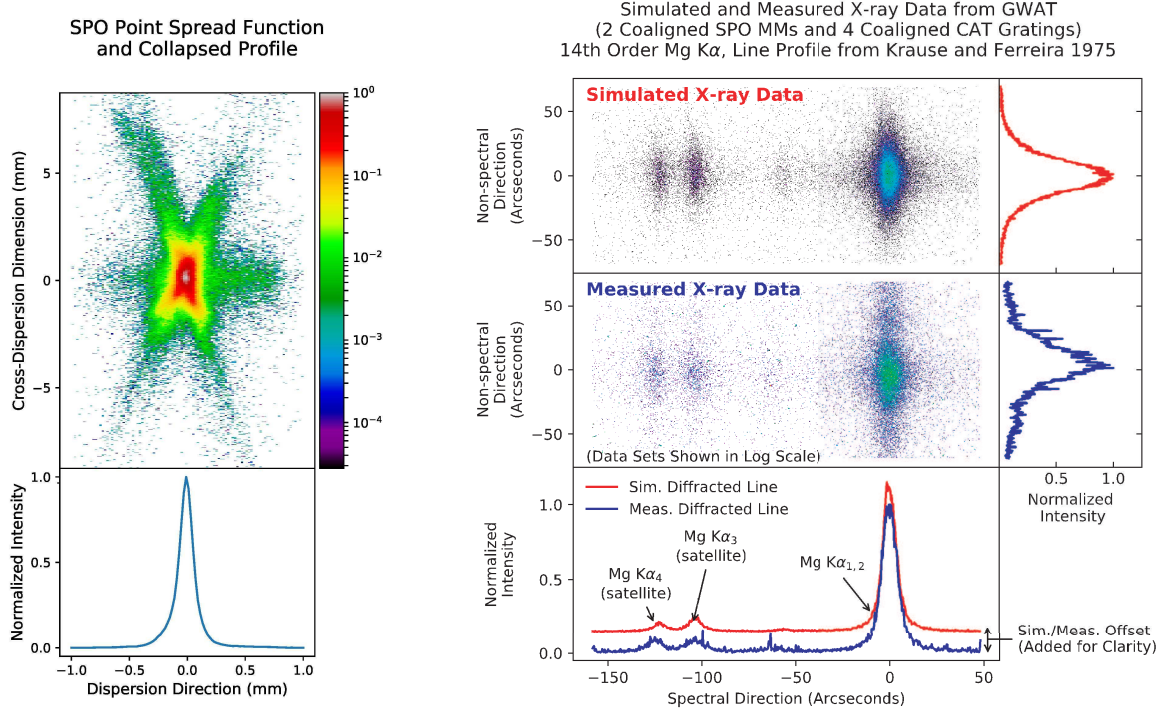 SPO Point Spread Function
and Collapsed Profile
Cross-Dispersion Dimension (mm)
5
0
−5
10⁰
10⁻¹
10⁻²
10⁻³
10⁻⁴
Normalized Intensity
1.0
0.5
0.0
−1.0 −0.5 0.0 0.5 1.0
Dispersion Direction (mm)
Simulated and Measured X-ray Data from GWAT
(2 Coaligned SPO MMs and 4 Coaligned CAT Gratings)
14th Order Mg Kα, Line Profile from Krause and Ferreira 1975
Simulated X-ray Data
Non-spectral
Direction
(Arcseconds)
50
0
−50
Measured X-ray Data
Non-spectral
Direction
(Arcseconds)
50
0
−50
(Data Sets Shown in Log Scale)
0.5 1.0
Normalized
Intensity
Sim. Diffracted Line
Meas. Diffracted Line
Normalized
Intensity
1.0
0.5
0.0
Mg Kα₄
(satellite)
Mg Kα₃
(satellite)
Mg Kα₁,₂
Sim./Meas. Offset
(Added for Clarity)
−150 −100 −50 0 50
Spectral Direction (Arcseconds)